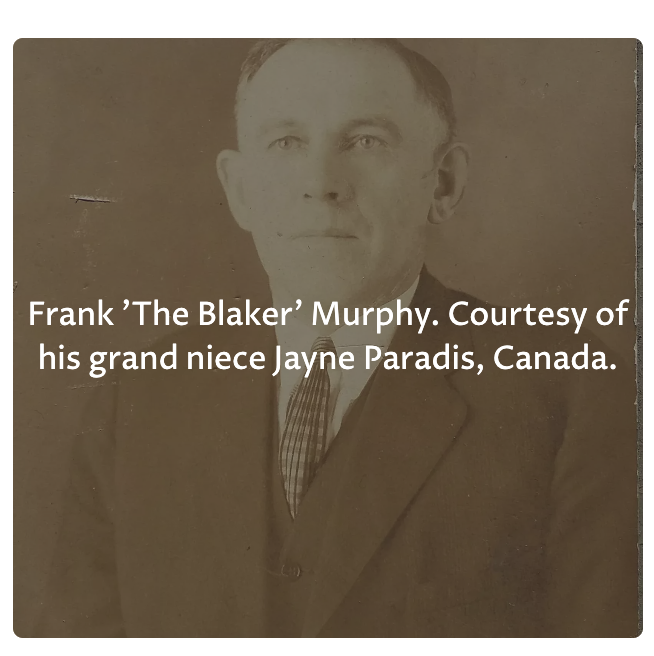 Frank ’The Blaker’ Murphy. Courtesy of
his grand niece Jayne Paradis, Canada.